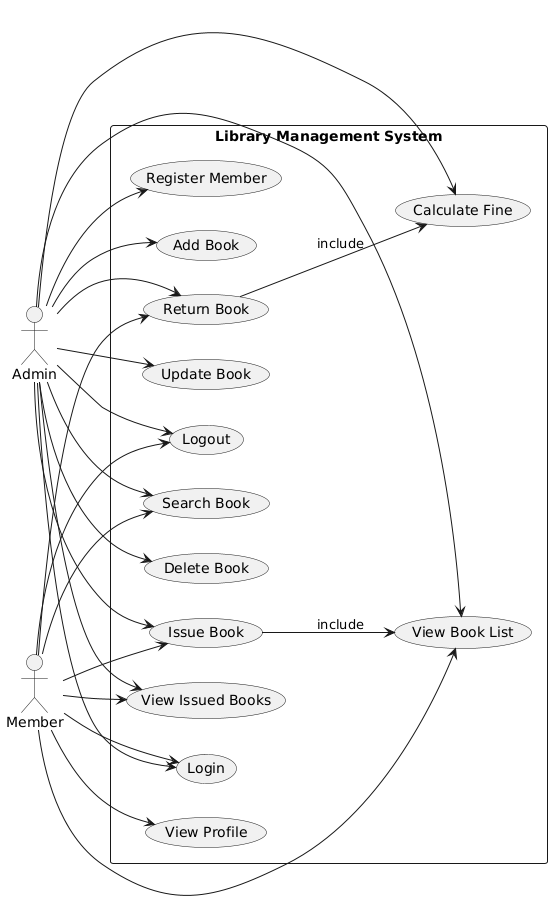 Library Management System
Register Member
Calculate Fine
Add Book
include
Return Book
Admin
Update Book
Logout
Search Book
Delete Book
include
Issue Book
View Book List
View Issued Books
Member
Login
View Profile